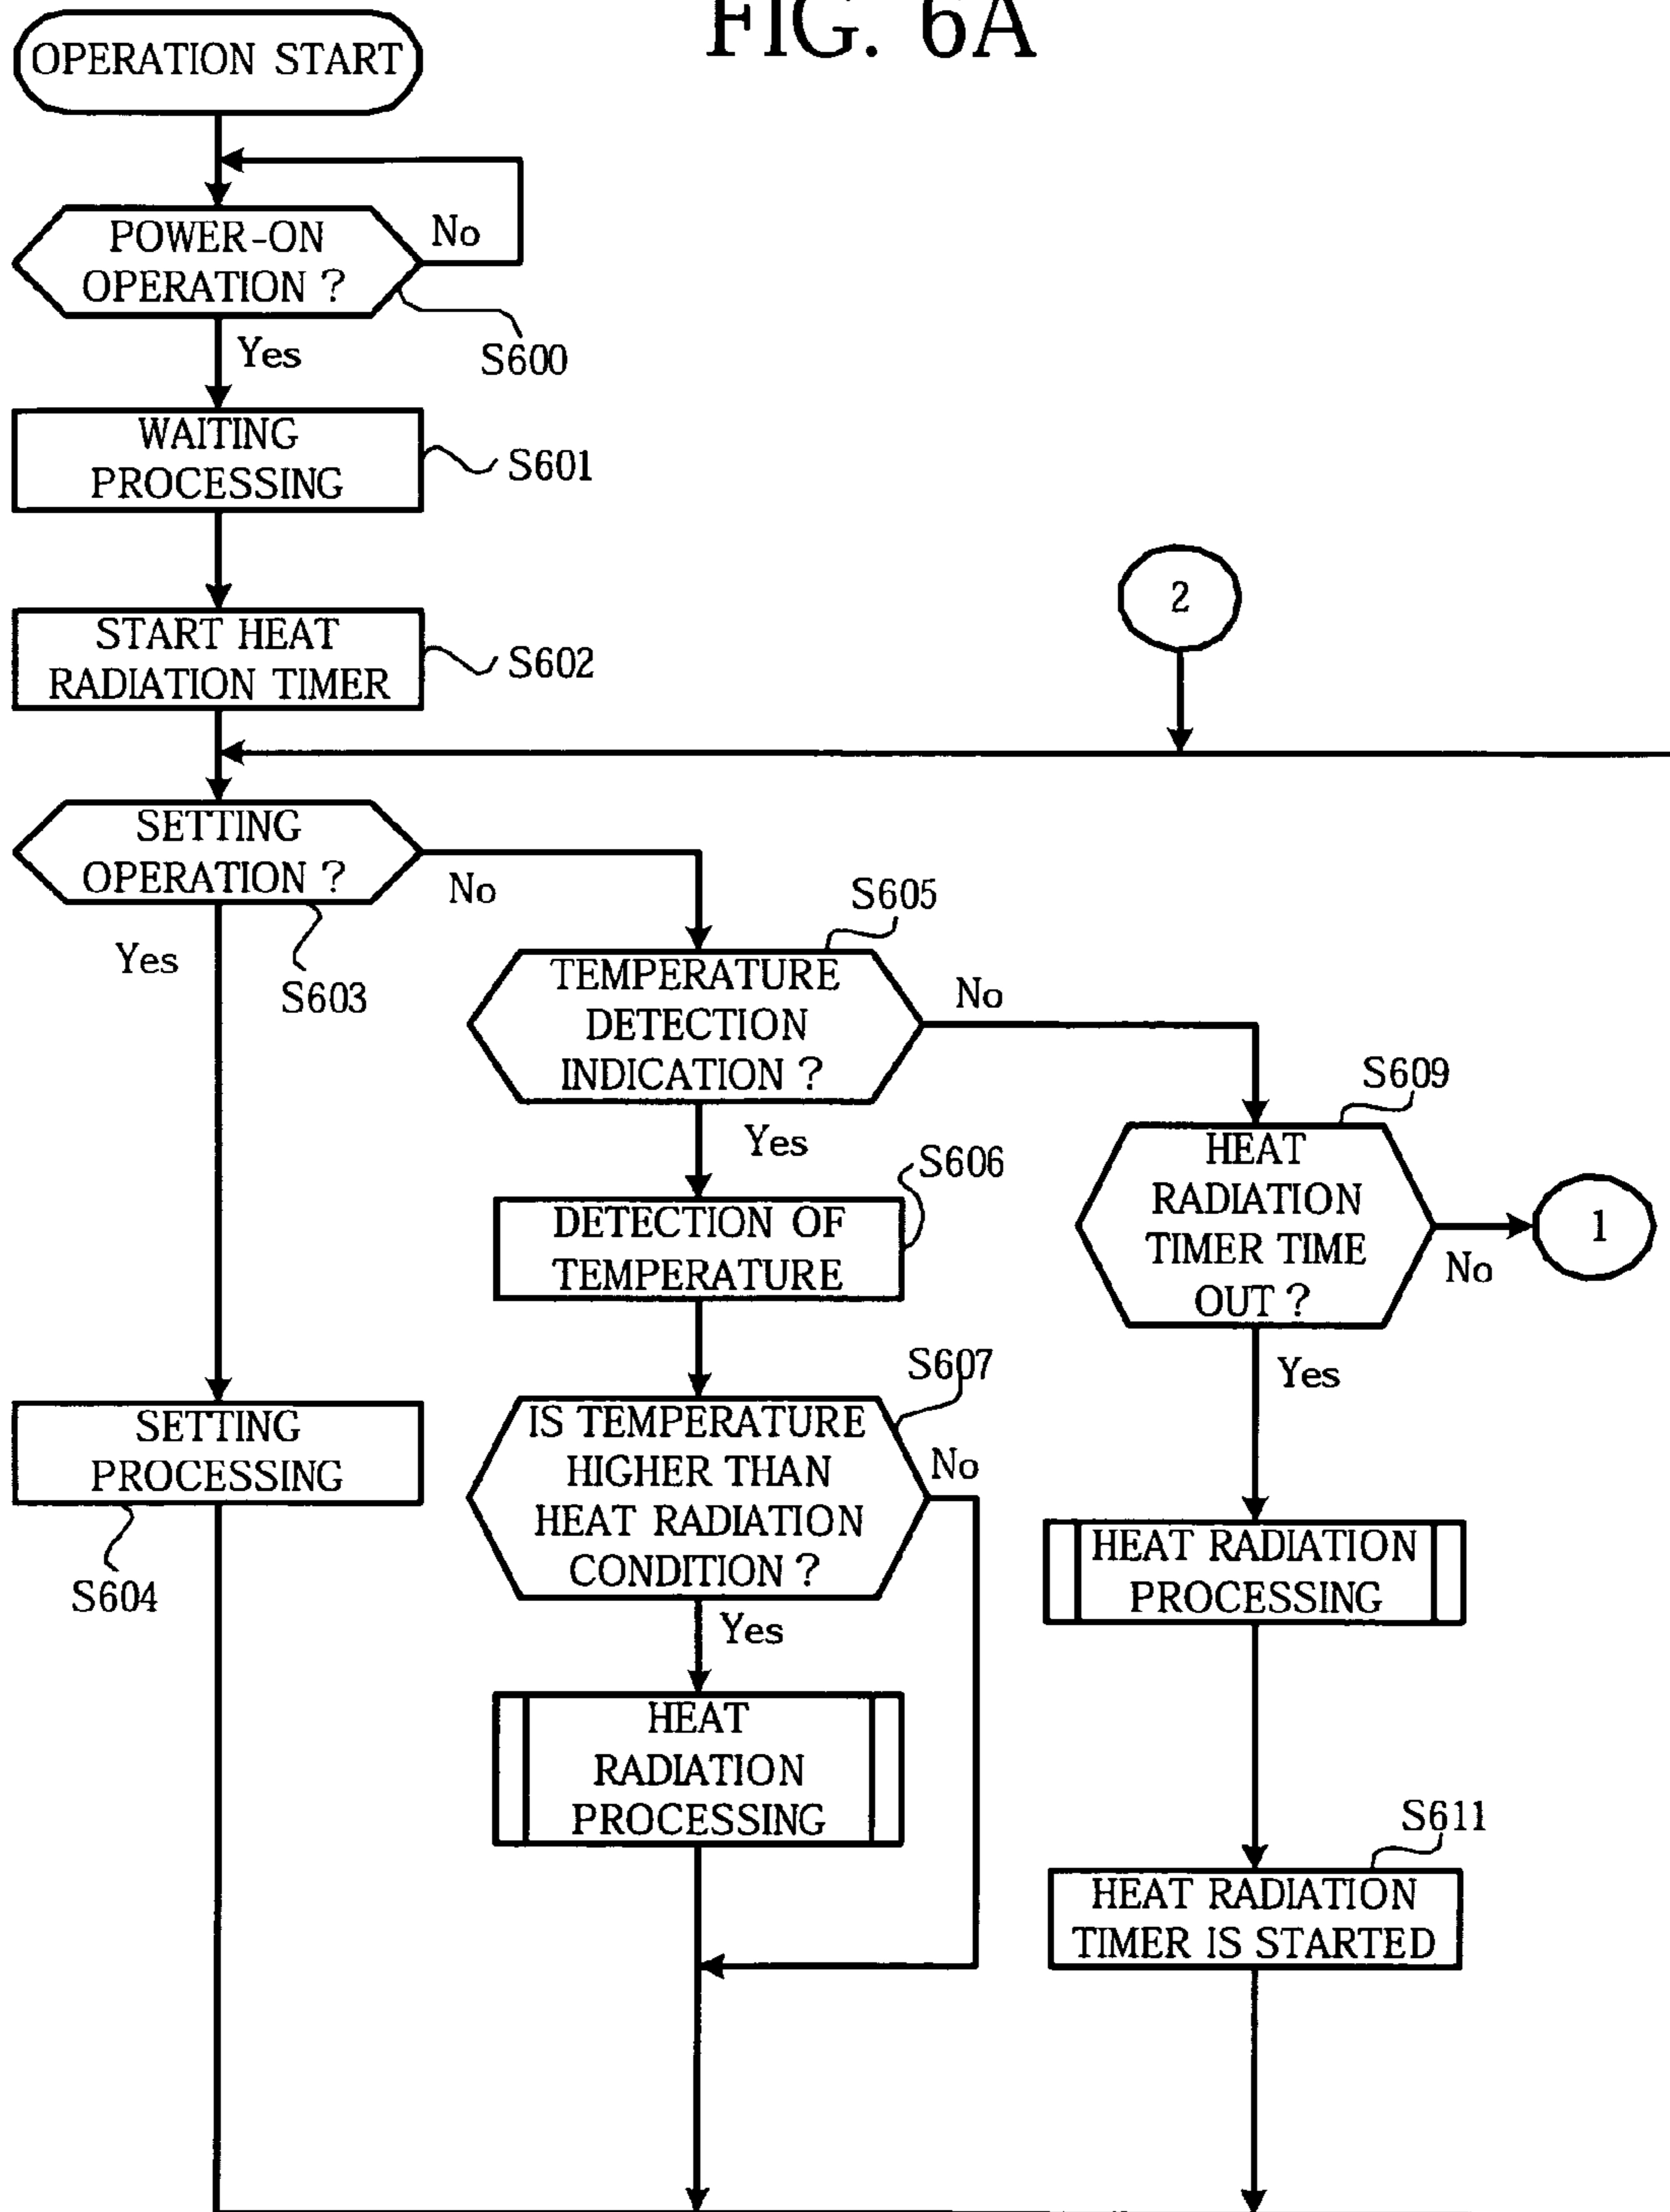 FIG. 6A
OPERATION START
POWER-ON
OPERATION ?
No
S600
Yes
WAITING
PROCESSING
S601
START HEAT
RADIATION TIMER
S602
2
SETTING
OPERATION ?
No
S603
Yes
S605
TEMPERATURE
DETECTION
INDICATION ?
No
Yes
S606
DETECTION OF
TEMPERATURE
S609
HEAT
RADIATION
TIMER TIME
OUT ?
No
1
Yes
SETTING
PROCESSING
S604
S607
IS TEMPERATURE
HIGHER THAN
HEAT RADIATION
CONDITION ?
No
Yes
HEAT
RADIATION
PROCESSING
HEAT RADIATION
PROCESSING
S611
HEAT RADIATION
TIMER IS STARTED